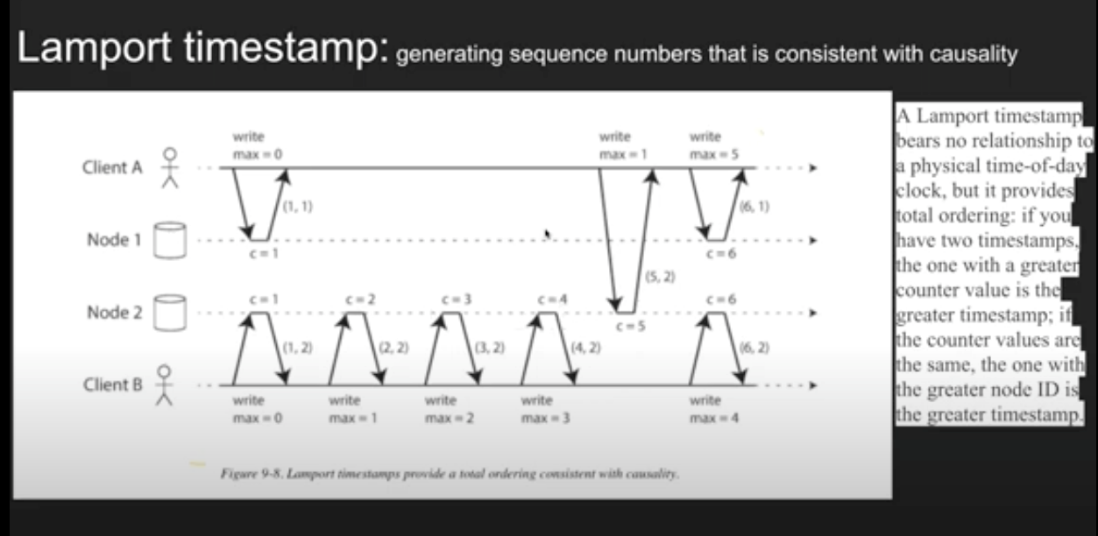 Lamport timestamp: generating sequence numbers that is consistent with causality
write write write
max = 0 max = 1 max = 5
Client A
(1, 1) (6, 1)
Node 1
c = 1 c = 6
(5, 2)
c = 1 c = 2 c = 3 c = 4 c = 6
Node 2
c = 5
(1, 2) (2, 2) (3, 2) (4, 2) (6, 2)
Client B
write write write write write
max = 0 max = 1 max = 2 max = 3 max = 4
Figure 9-8. Lamport timestamps provide a total ordering consistent with causality.
A Lamport timestamp
bears no relationship to
a physical time-of-day
clock, but it provides
total ordering: if you
have two timestamps,
the one with a greater
counter value is the
greater timestamp; if
the counter values are
the same, the one with
the greater node ID is
the greater timestamp.